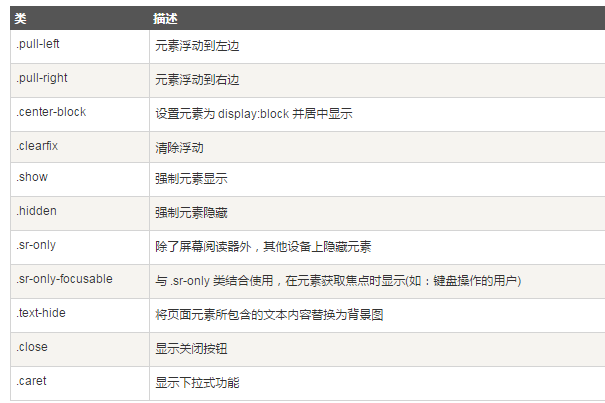 类 描述
.pull-left 元素浮动到左边
.pull-right 元素浮动到右边
.center-block 设置元素为 display:block 并居中显示
.clearfix 清除浮动
.show 强制元素显示
.hidden 强制元素隐藏
.sr-only 除了屏幕阅读器外，其他设备上隐藏元素
.sr-only-focusable 与 .sr-only 类结合使用，在元素获取焦点时显示(如：键盘操作的用户)
.text-hide 将页面元素所包含的文本内容替换为背景图
.close 显示关闭按钮
.caret 显示下拉式功能